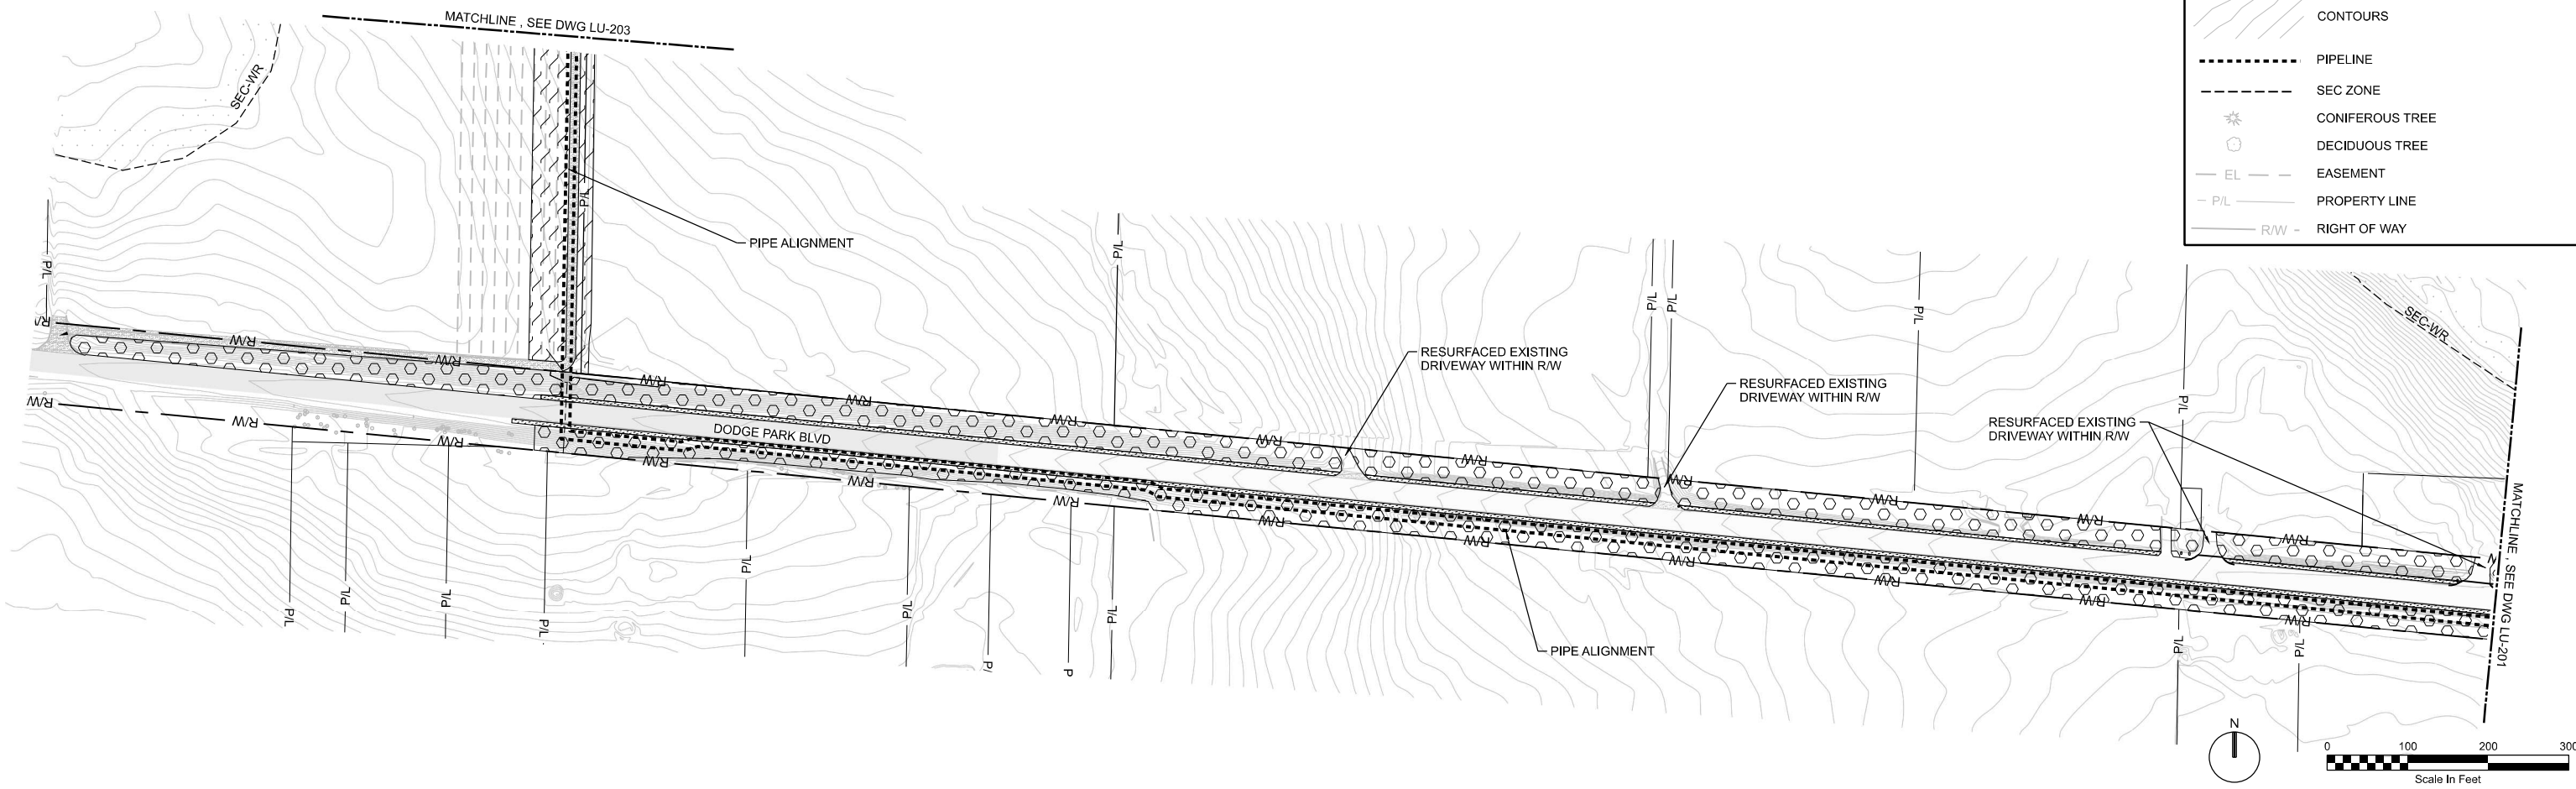 MATCHLINE , SEE DWG LU-203
SEC-WR
P/L
PIPE ALIGNMENT
P/L
P/L
P/L
P/L
P/L
P/L
SEC-WR
CONTOURS
PIPELINE
SEC ZONE
CONIFEROUS TREE
DECIDUOUS TREE
EL
EASEMENT
P/L
PROPERTY LINE
R/W
RIGHT OF WAY
R/W
R/W
R/W
R/W
R/W
R/W
R/W
R/W
R/W
R/W
R/W
R/W
RESURFACED EXISTING
DRIVEWAY WITHIN R/W
RESURFACED EXISTING
DRIVEWAY WITHIN R/W
RESURFACED EXISTING
DRIVEWAY WITHIN R/W
DODGE PARK BLVD
R/W
R/W
R/W
R/W
R/W
R/W
R/W
R/W
R/W
R/W
R/W
R/W
P/L
P/L
P/L
P/L
P/L
P/L
P/
P
P/L
P/L
P/L
PIPE ALIGNMENT
MATCHLINE , SEE DWG LU-201
N
0 100 200 300
Scale In Feet